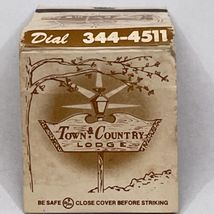 Dial 344-4511
TOWN & COUNTRY
LODGE
BE SAFE CLOSE COVER BEFORE STRIKING